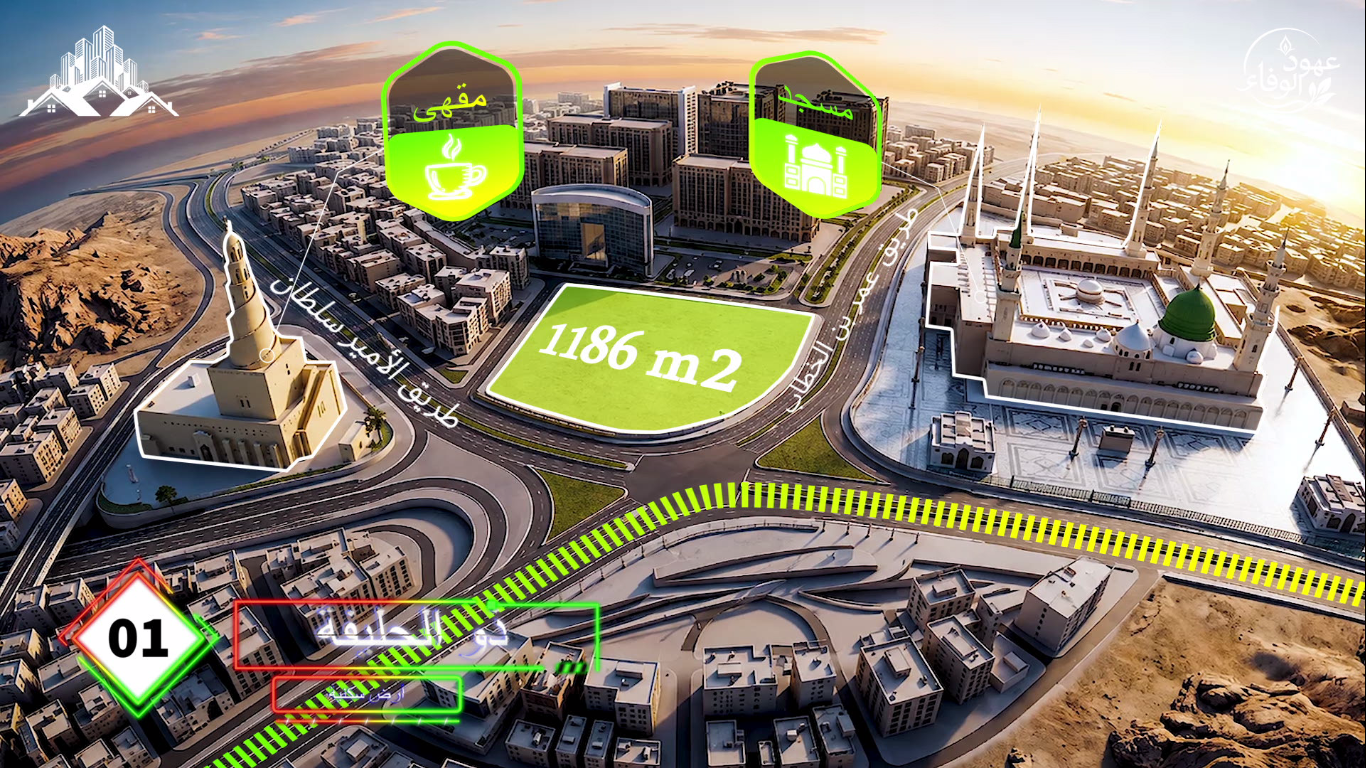 عهود
الوفاء
مقهى
مسجد
طريق الأمير سلطان
طريق عمر بن الخطاب
1186 m2
01
ذو الحليفة
أرض سكنية